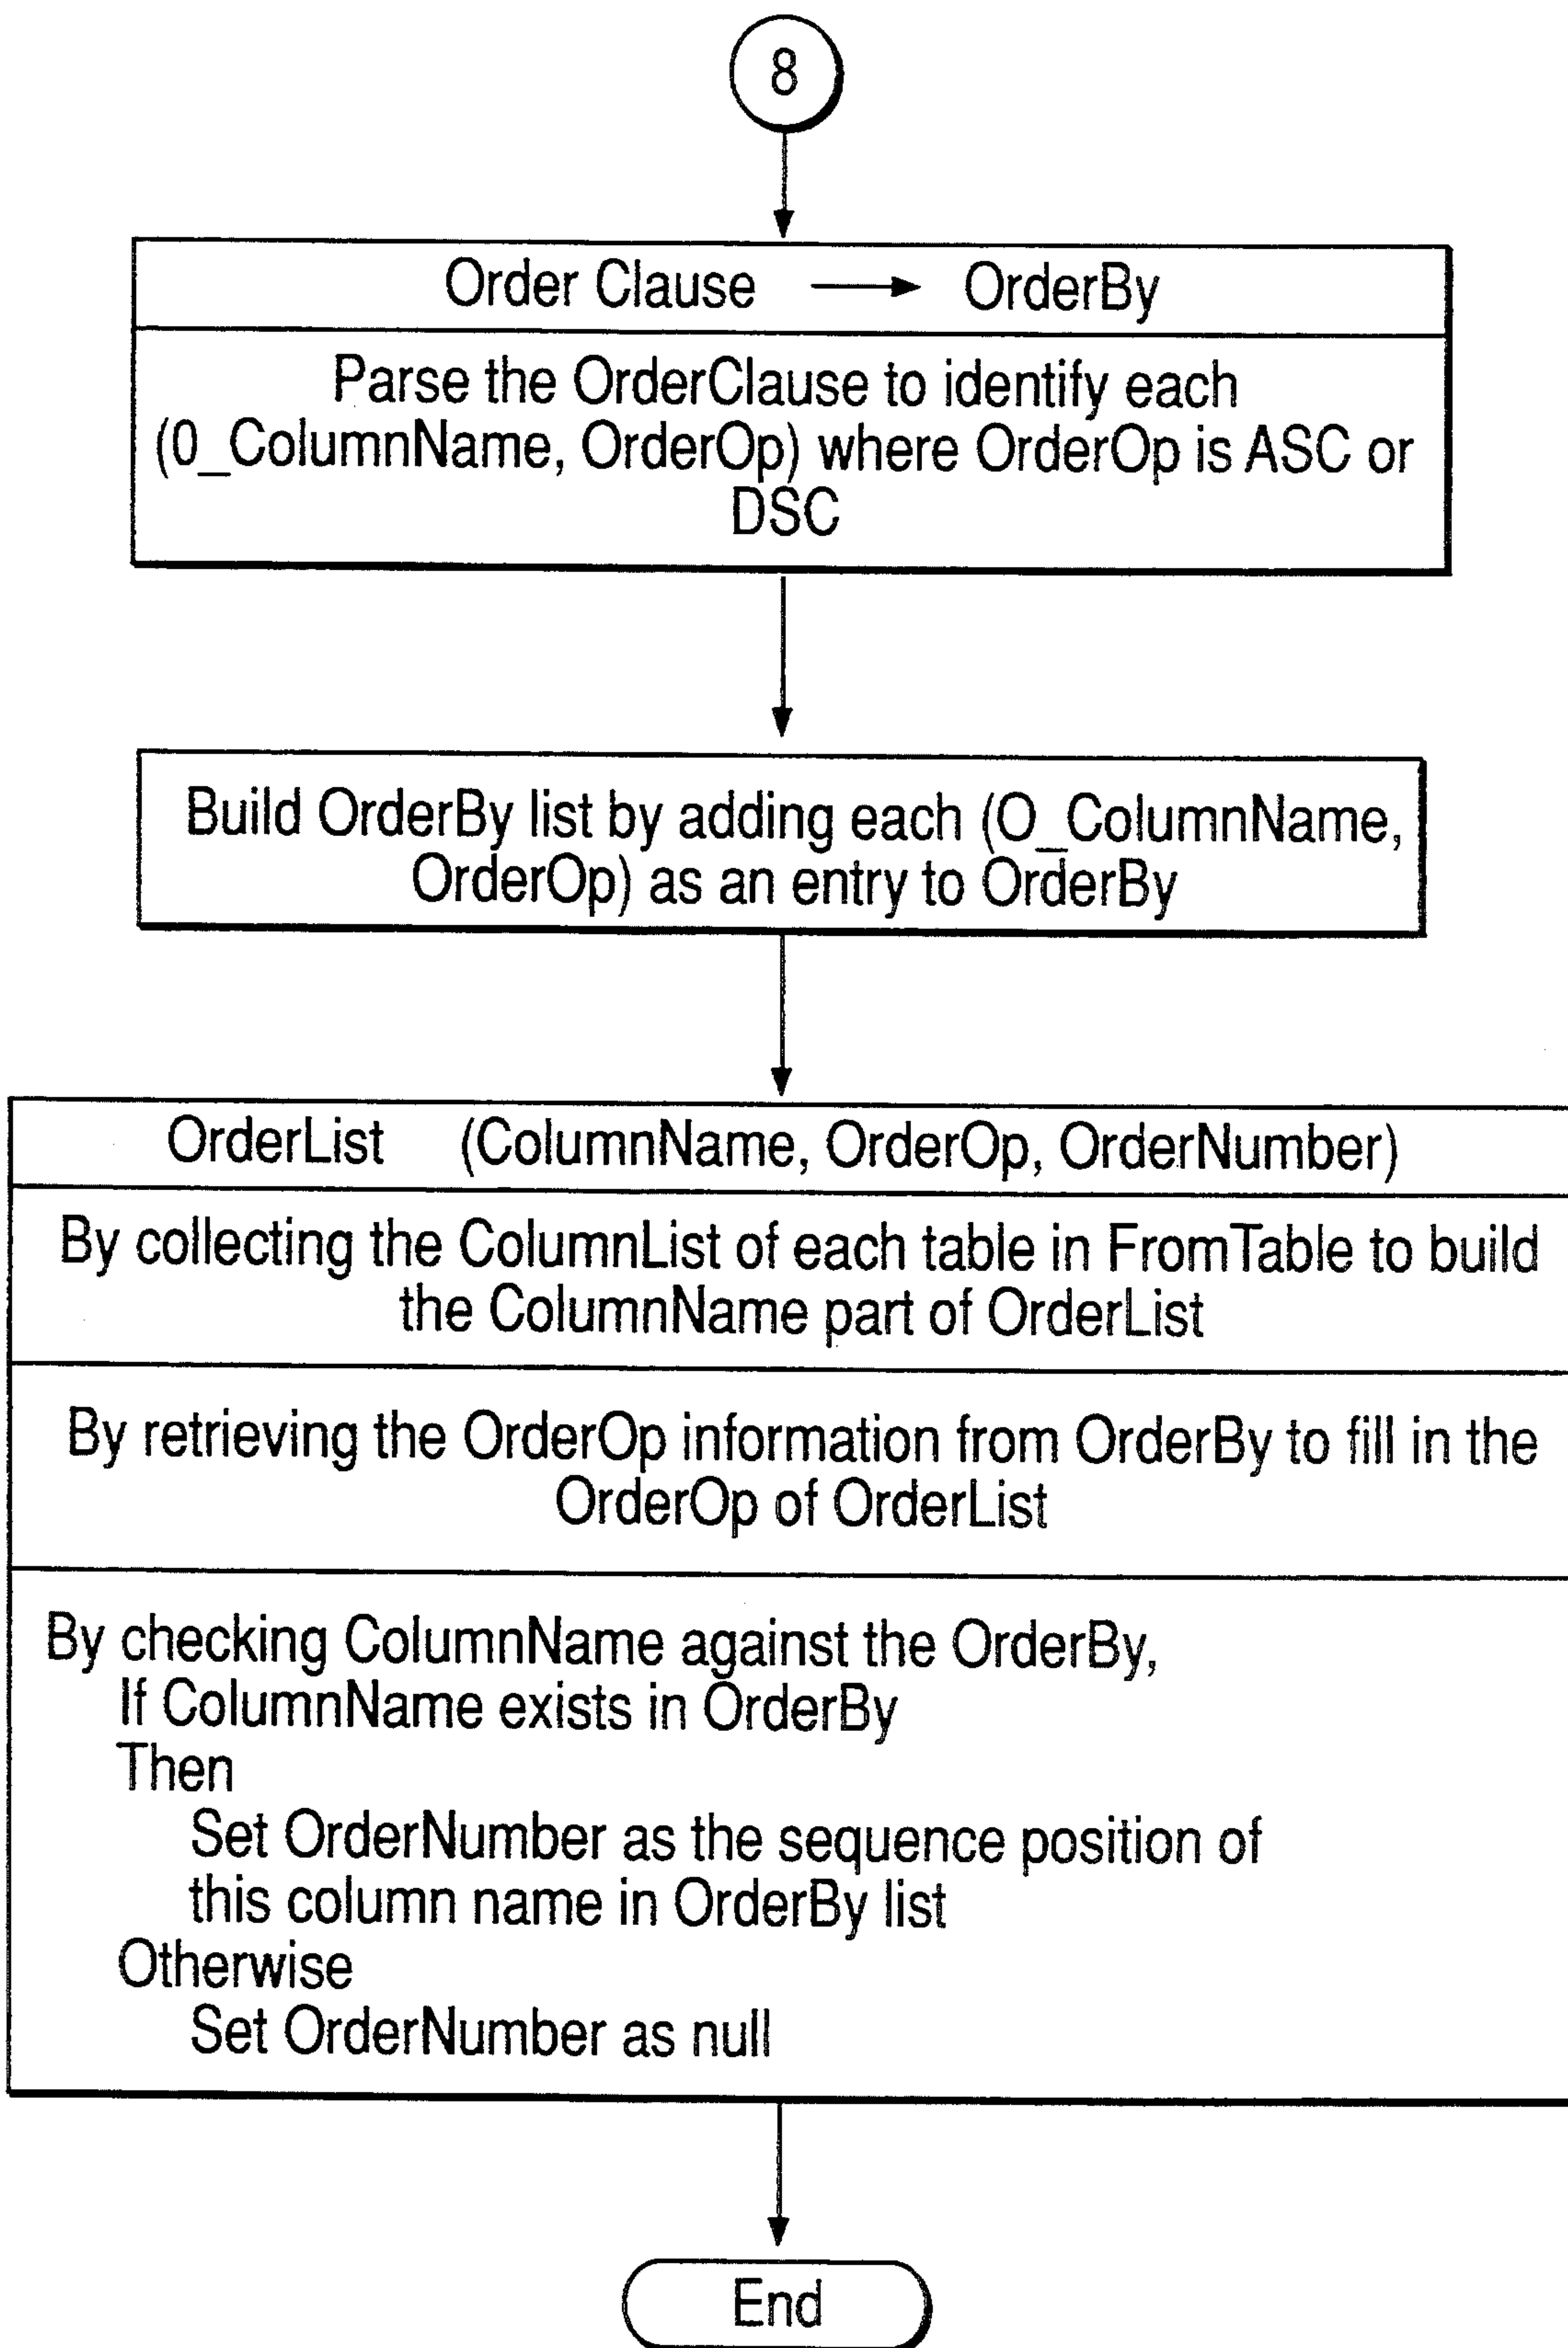 8
Order Clause → OrderBy
Parse the OrderClause to identify each
(0_ColumnName, OrderOp) where OrderOp is ASC or
DSC
Build OrderBy list by adding each (O_ColumnName,
OrderOp) as an entry to OrderBy
OrderList (ColumnName, OrderOp, OrderNumber)
By collecting the ColumnList of each table in FromTable to build
the ColumnName part of OrderList
By retrieving the OrderOp information from OrderBy to fill in the
OrderOp of OrderList
By checking ColumnName against the OrderBy,
If ColumnName exists in OrderBy
Then
Set OrderNumber as the sequence position of
this column name in OrderBy list
Otherwise
Set OrderNumber as null
End